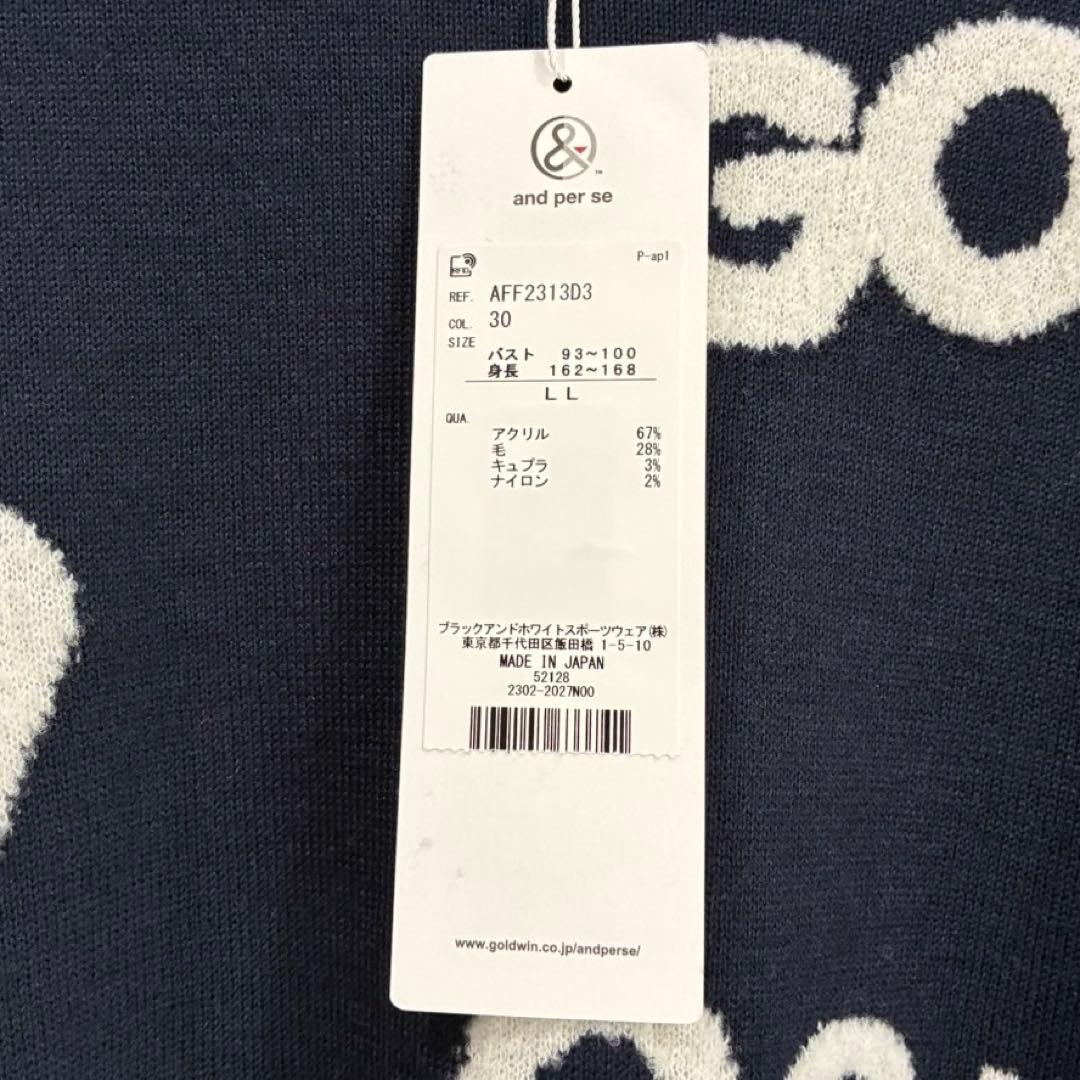 GO
&
™
and per se
RFID
P-apl
REF. AFF2313D3
COL. 30
SIZE
バスト 93~100
身長 162~168
LL
QUA.
アクリル 67%
毛 28%
キュプラ 3%
ナイロン 2%
ブラックアンドホワイトスポーツウェア(株)
東京都千代田区飯田橋 1-5-10
MADE IN JAPAN
52128
2302-2027N00
www.goldwin.co.jp/andperse/